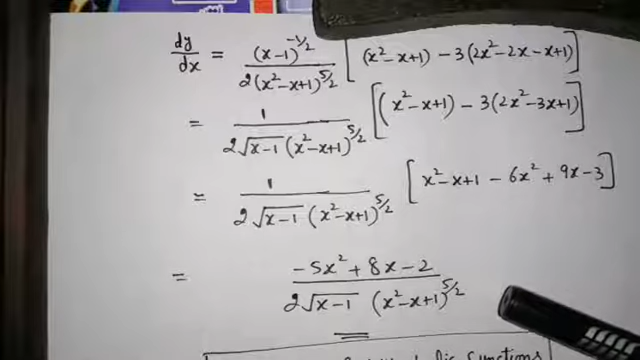 dy/dx = (x-1)^(-1/2) / 2(x²-x+1)^(5/2) [(x²-x+1) - 3(2x²-2x-x+1)]
= 1 / 2√(x-1) (x²-x+1)^(5/2) [(x²-x+1) - 3(2x²-3x+1)]
= 1 / 2√(x-1) (x²-x+1)^(5/2) [x²-x+1 - 6x² + 9x - 3]
= -5x² + 8x - 2 / 2√(x-1) (x²-x+1)^(5/2)
functions